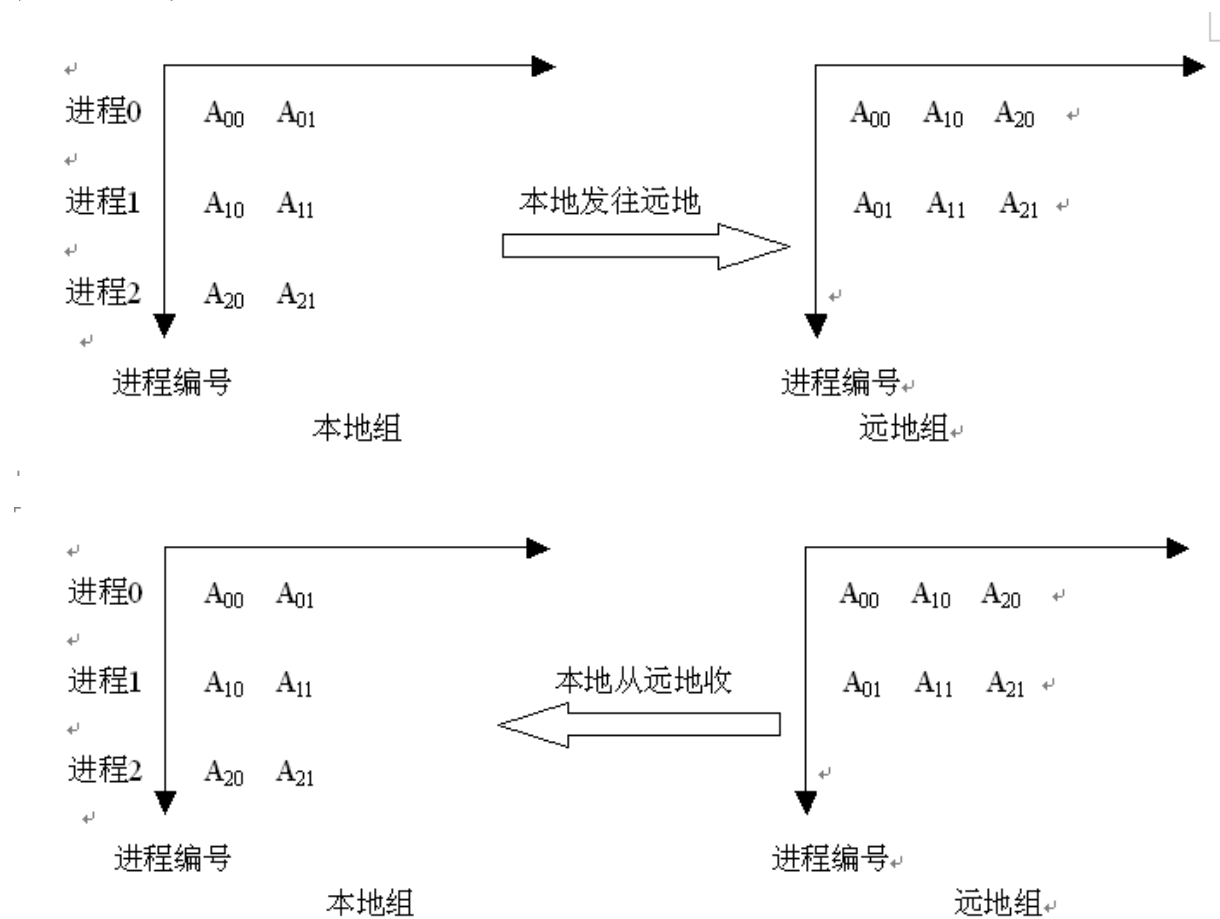 进程0 A₀₀ A₀₁ A₀₀ A₁₀ A₂₀
进程1 A₁₀ A₁₁ 本地发往远地 A₀₁ A₁₁ A₂₁
进程2 A₂₀ A₂₁
进程编号 进程编号
本地组 远地组
进程0 A₀₀ A₀₁ A₀₀ A₁₀ A₂₀
进程1 A₁₀ A₁₁ 本地从远地收 A₀₁ A₁₁ A₂₁
进程2 A₂₀ A₂₁
进程编号 进程编号
本地组 远地组